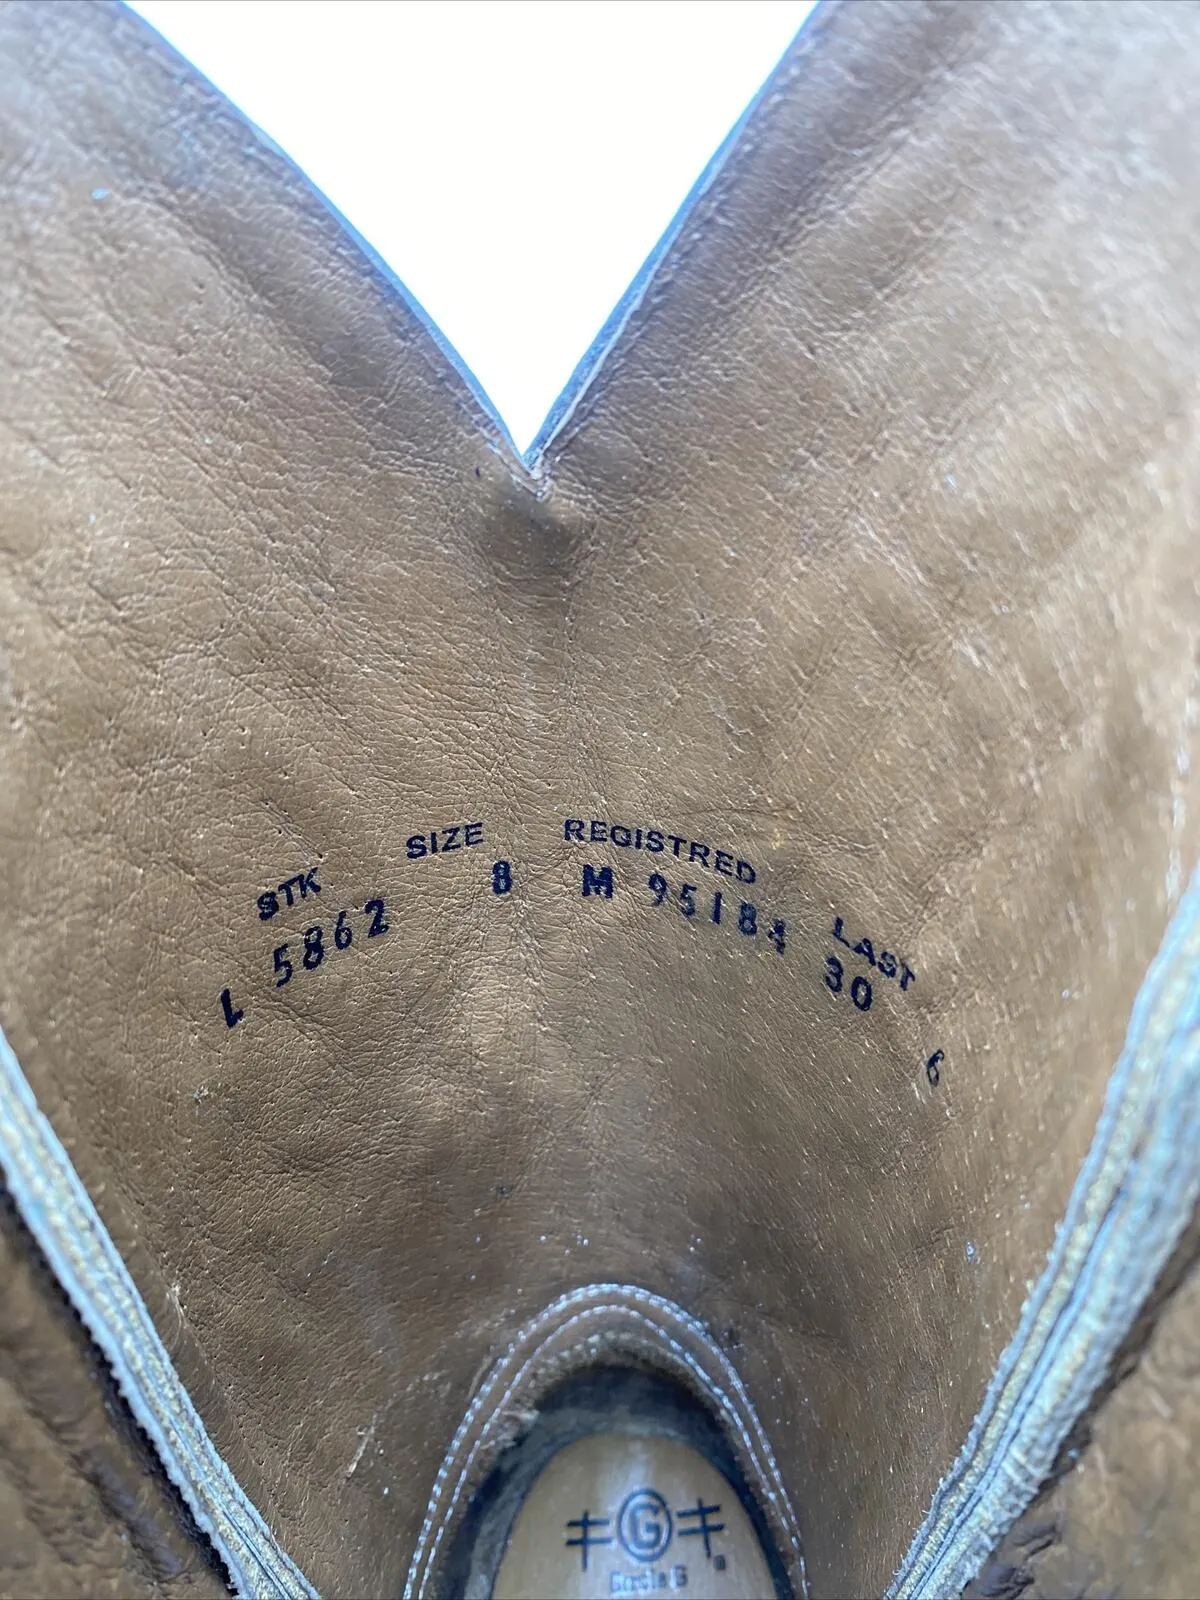 STK SIZE REGISTRED LAST
L 5862 8 M 95184 30 6
G
Circle G
®